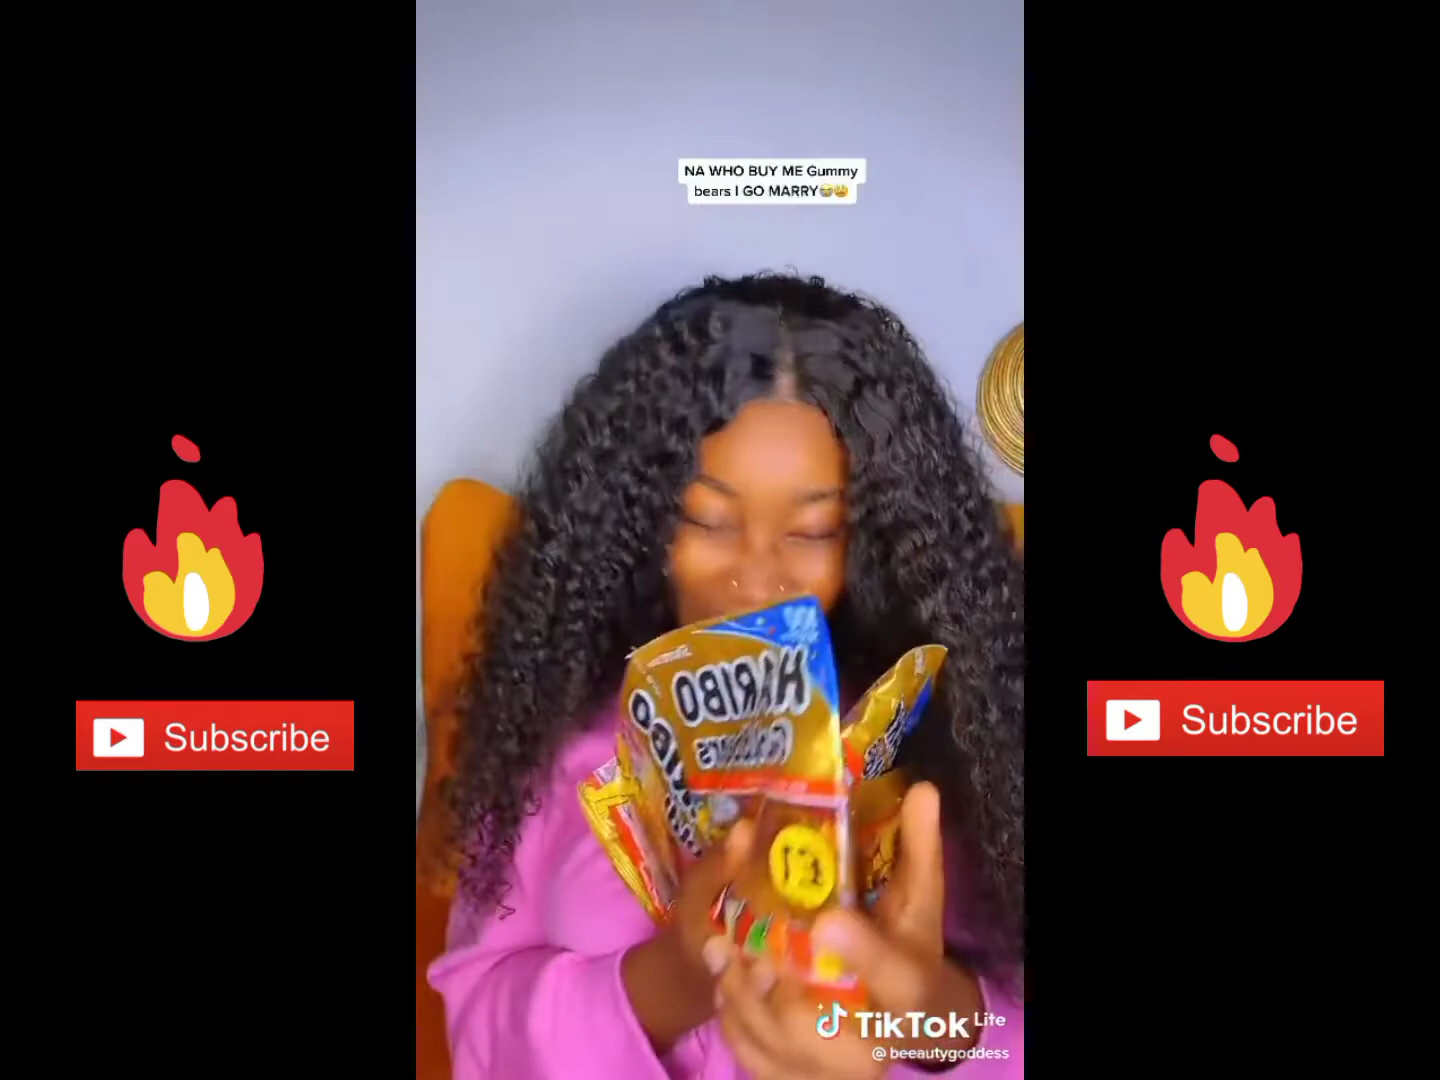 NA WHO BUY ME Gummy
bears I GO MARRY😭😩
HARIBO
Subscribe
Subscribe
TikTok Lite
@beeautygoddess